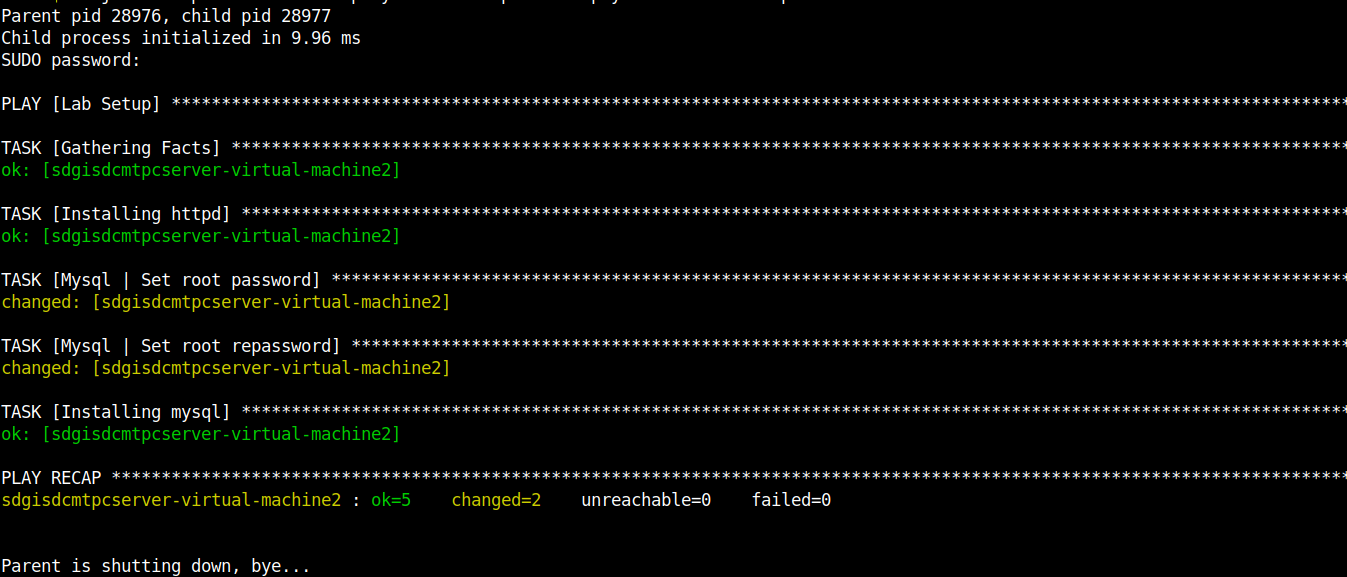 Parent pid 28976, child pid 28977
Child process initialized in 9.96 ms
SUDO password:
PLAY [Lab Setup] **********************************************************************************************************************
TASK [Gathering Facts] ****************************************************************************************************************
ok: [sdgisdcmtpcserver-virtual-machine2]
TASK [Installing httpd] ***************************************************************************************************************
ok: [sdgisdcmtpcserver-virtual-machine2]
TASK [Mysql | Set root password] ******************************************************************************************************
changed: [sdgisdcmtpcserver-virtual-machine2]
TASK [Mysql | Set root repassword] ****************************************************************************************************
changed: [sdgisdcmtpcserver-virtual-machine2]
TASK [Installing mysql] ***************************************************************************************************************
ok: [sdgisdcmtpcserver-virtual-machine2]
PLAY RECAP ****************************************************************************************************************************
sdgisdcmtpcserver-virtual-machine2 : ok=5    changed=2    unreachable=0    failed=0
Parent is shutting down, bye...